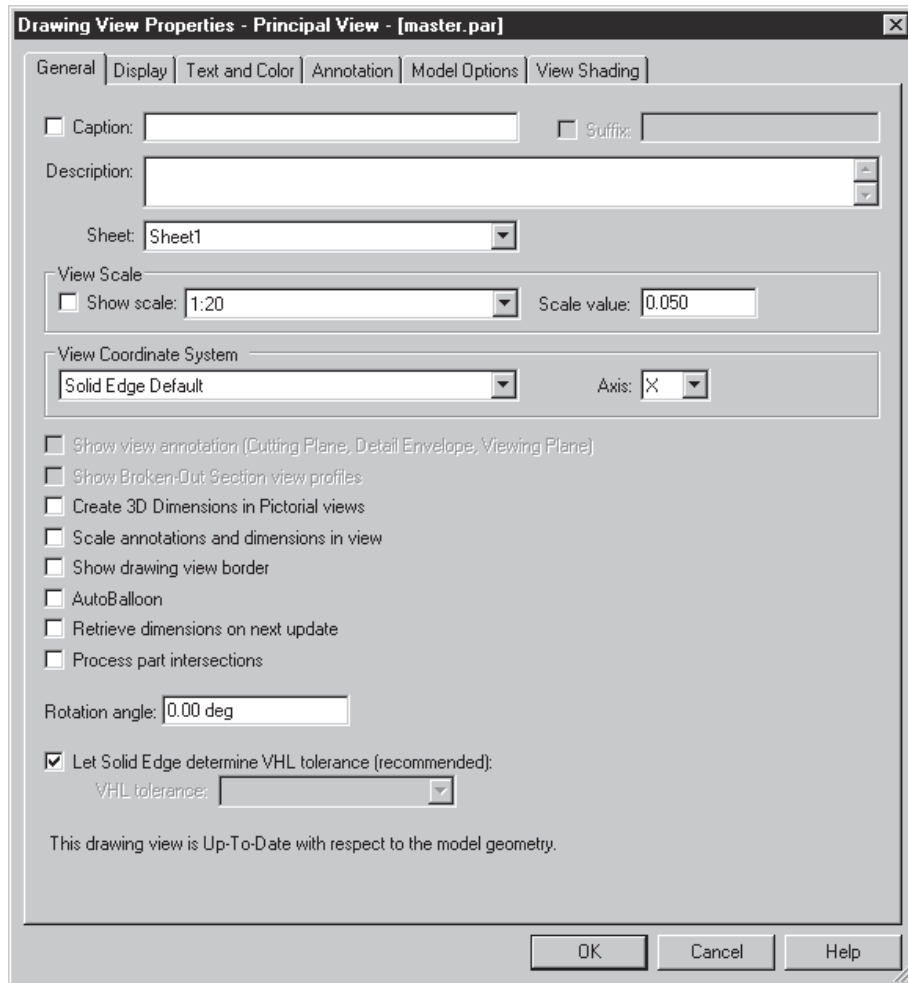 Drawing View Properties - Principal View - [master.par]
General Display Text and Color Annotation Model Options View Shading
Caption: Suffix:
Description:
Sheet: Sheet1
View Scale
Show scale: 1:20 Scale value: 0.050
View Coordinate System
Solid Edge Default Axis: X
Show view annotation (Cutting Plane, Detail Envelope, Viewing Plane)
Show Broken-Out Section view profiles
Create 3D Dimensions in Pictorial views
Scale annotations and dimensions in view
Show drawing view border
AutoBalloon
Retrieve dimensions on next update
Process part intersections
Rotation angle: 0.00 deg
Let Solid Edge determine VHL tolerance (recommended):
VHL tolerance:
This drawing view is Up-To-Date with respect to the model geometry.
OK Cancel Help